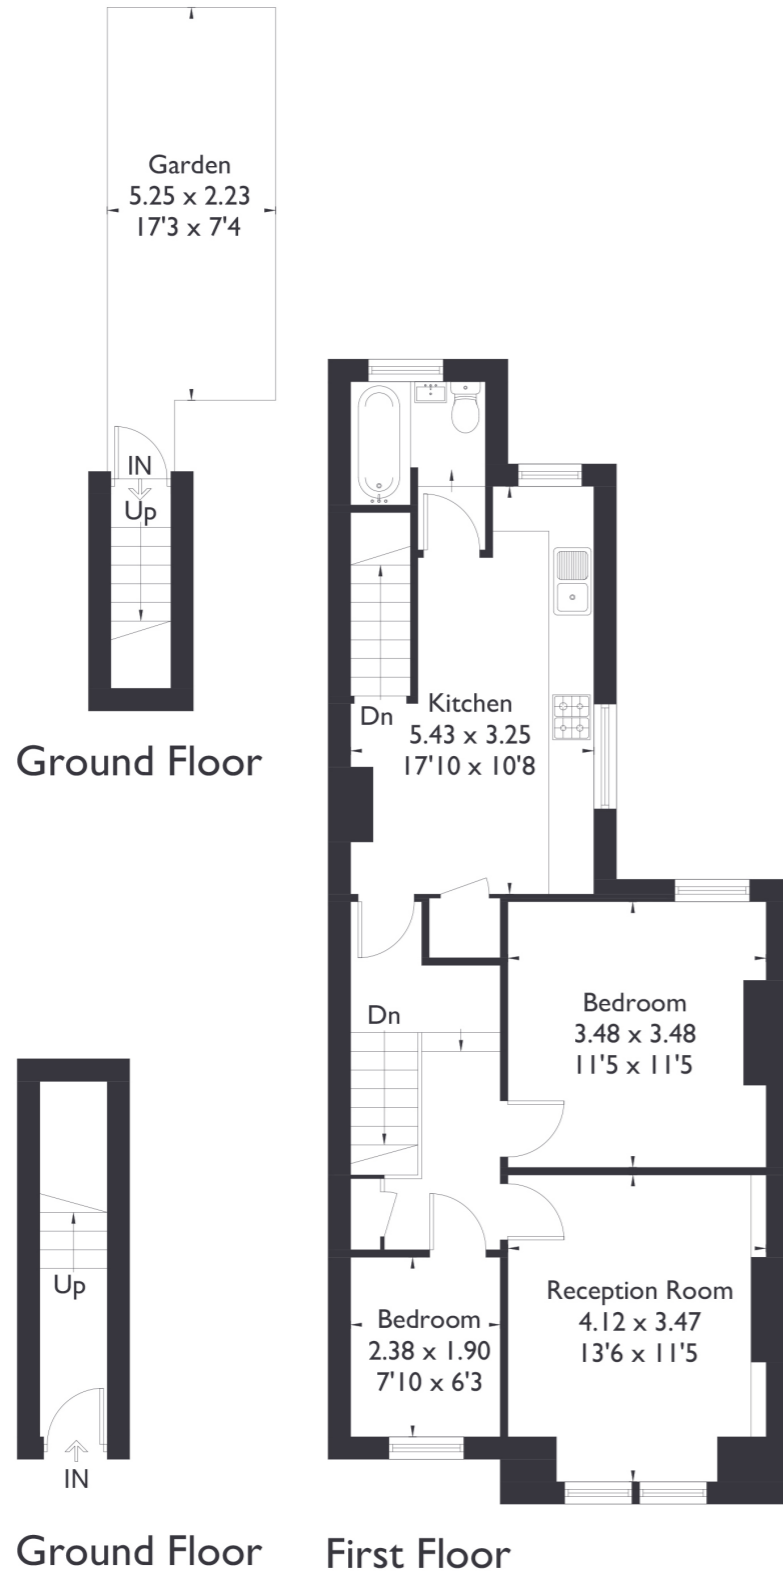 Garden
5.25 x 2.23
17'3 x 7'4
IN
Up
Ground Floor
Dn
Kitchen
5.43 x 3.25
17'10 x 10'8
Dn
Bedroom
3.48 x 3.48
11'5 x 11'5
Up
IN
Ground Floor
Bedroom
2.38 x 1.90
7'10 x 6'3
Reception Room
4.12 x 3.47
13'6 x 11'5
First Floor